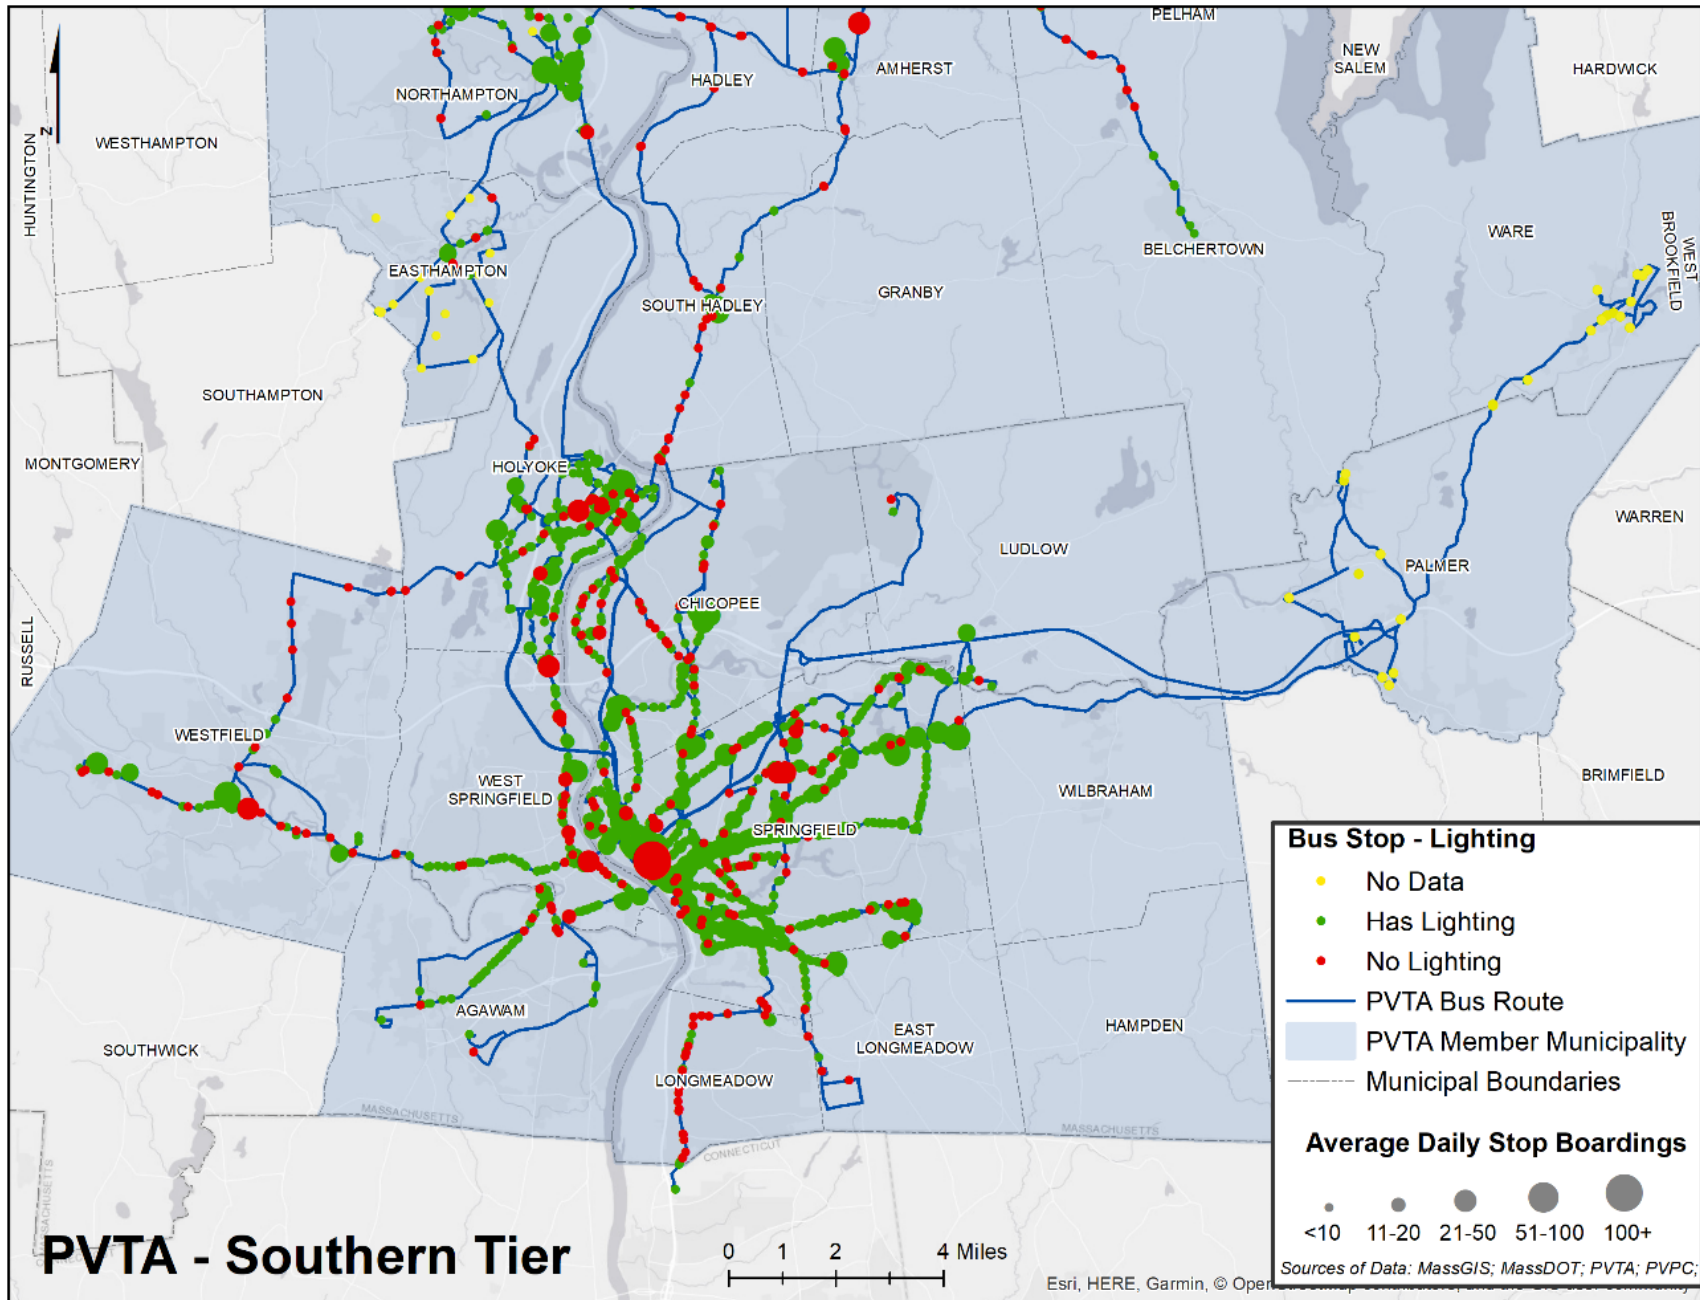 PELHAM
NEW
SALEM
HARDWICK
HADLEY
AMHERST
NORTHAMPTON
WESTHAMPTON
HUNTINGTON
N
WARE
WEST
BROOKFIELD
BELCHERTOWN
EASTHAMPTON
SOUTH HADLEY
GRANBY
SOUTHAMPTON
MONTGOMERY
HOLYOKE
WARREN
LUDLOW
PALMER
CHICOPEE
RUSSELL
WESTFIELD
WEST
SPRINGFIELD
BRIMFIELD
WILBRAHAM
SPRINGFIELD
AGAWAM
EAST
LONGMEADOW
HAMPDEN
SOUTHWICK
LONGMEADOW
MASSACHUSETTS
MASSACHUSETTS
CONNECTICUT
MASSACHUSETTS
Bus Stop - Lighting
No Data
Has Lighting
No Lighting
PVTA Bus Route
PVTA Member Municipality
Municipal Boundaries
Average Daily Stop Boardings
<10 11-20 21-50 51-100 100+
Sources of Data: MassGIS; MassDOT; PVTA; PVPC;
PVTA - Southern Tier
0 1 2 4 Miles
Esri, HERE, Garmin, ©